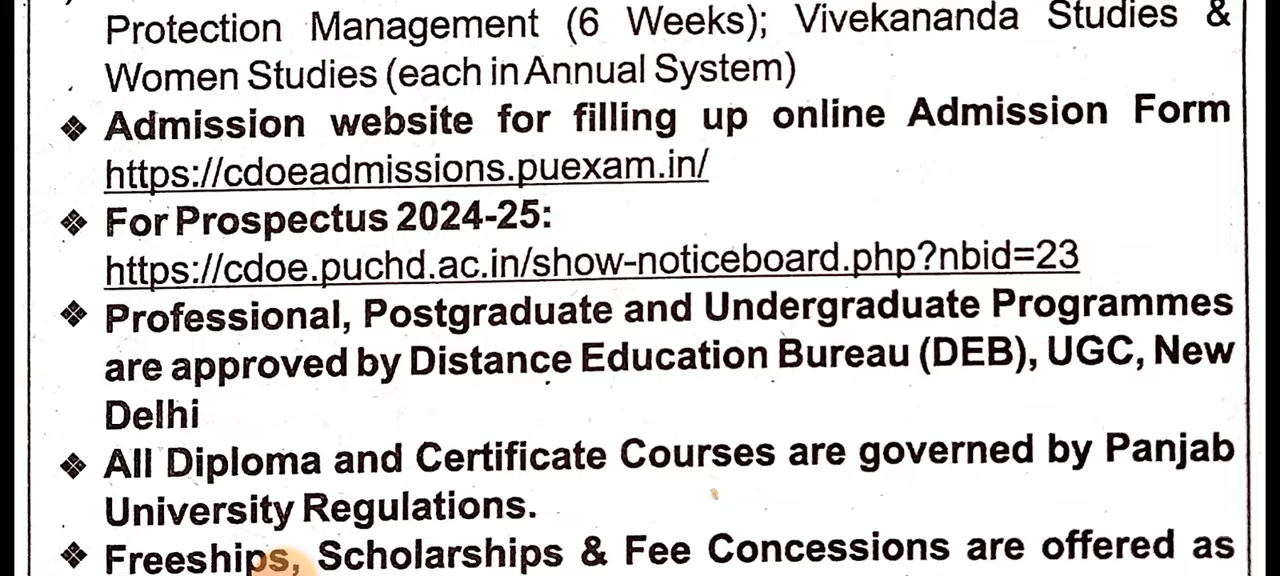 Protection Management (6 Weeks); Vivekananda Studies &
Women Studies (each in Annual System)
❖ Admission website for filling up online Admission Form
https://cdoeadmissions.puexam.in/
❖ For Prospectus 2024-25:
https://cdoe.puchd.ac.in/show-noticeboard.php?nbid=23
❖ Professional, Postgraduate and Undergraduate Programmes
are approved by Distance Education Bureau (DEB), UGC, New
Delhi
❖ All Diploma and Certificate Courses are governed by Panjab
University Regulations.
❖ Freeships, Scholarships & Fee Concessions are offered as